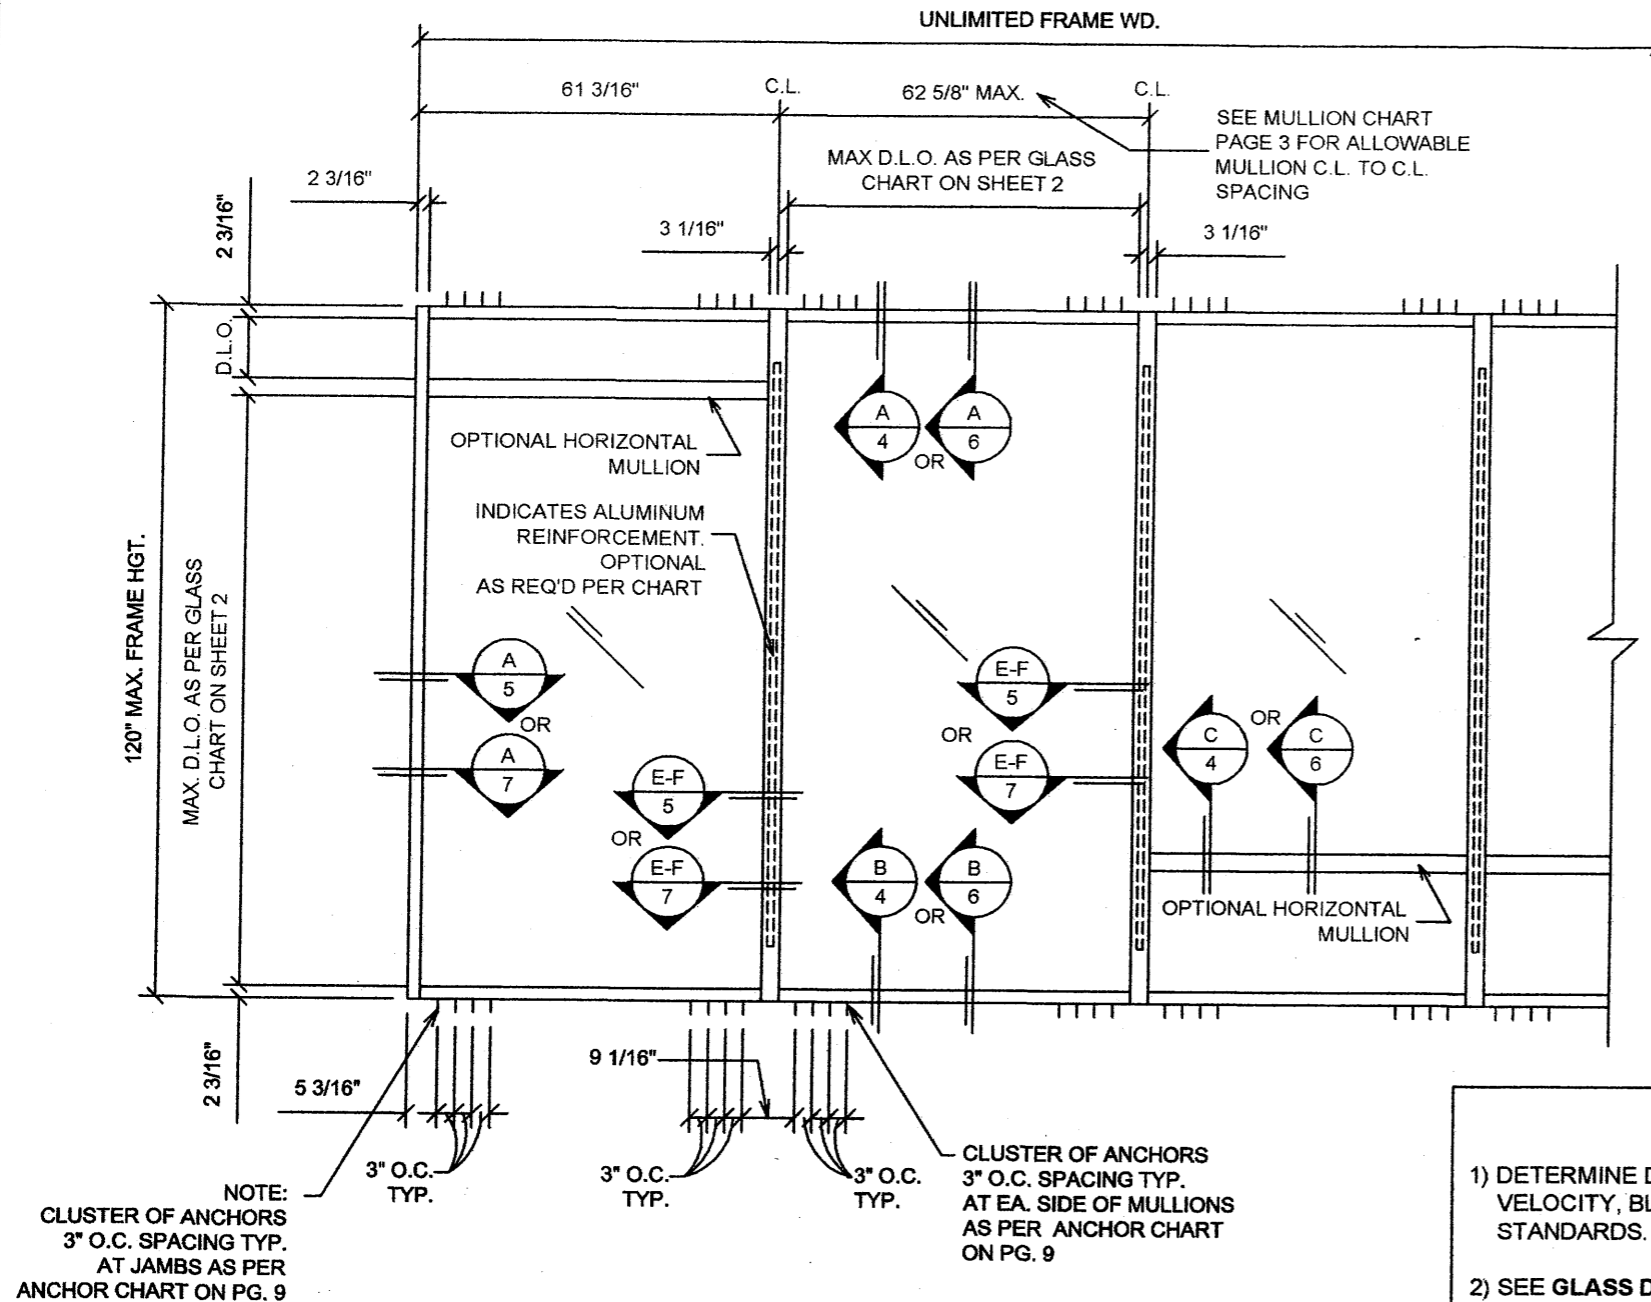 UNLIMITED FRAME WD.
61 3/16"
C.L.
62 5/8" MAX.
C.L.
SEE MULLION CHART
PAGE 3 FOR ALLOWABLE
MULLION C.L. TO C.L.
SPACING
MAX D.L.O. AS PER GLASS
CHART ON SHEET 2
2 3/16"
2 3/16"
3 1/16"
3 1/16"
D.L.O.
OPTIONAL HORIZONTAL
MULLION
A
4
OR
A
6
INDICATES ALUMINUM
REINFORCEMENT.
OPTIONAL
AS REQ'D PER CHART
120" MAX. FRAME HGT.
MAX. D.L.O. AS PER GLASS
CHART ON SHEET 2
A
5
OR
A
7
E-F
5
OR
E-F
7
E-F
5
OR
E-F
7
C
4
OR
C
6
B
4
OR
B
6
OPTIONAL HORIZONTAL
MULLION
2 3/16"
5 3/16"
9 1/16"
3" O.C.
TYP.
3" O.C.
TYP.
3" O.C.
TYP.
NOTE:
CLUSTER OF ANCHORS
3" O.C. SPACING TYP.
AT JAMBS AS PER
ANCHOR CHART ON PG. 9
CLUSTER OF ANCHORS
3" O.C. SPACING TYP.
AT EA. SIDE OF MULLIONS
AS PER ANCHOR CHART
ON PG. 9
1) DETERMINE D
VELOCITY, BL
STANDARDS.
2) SEE GLASS D